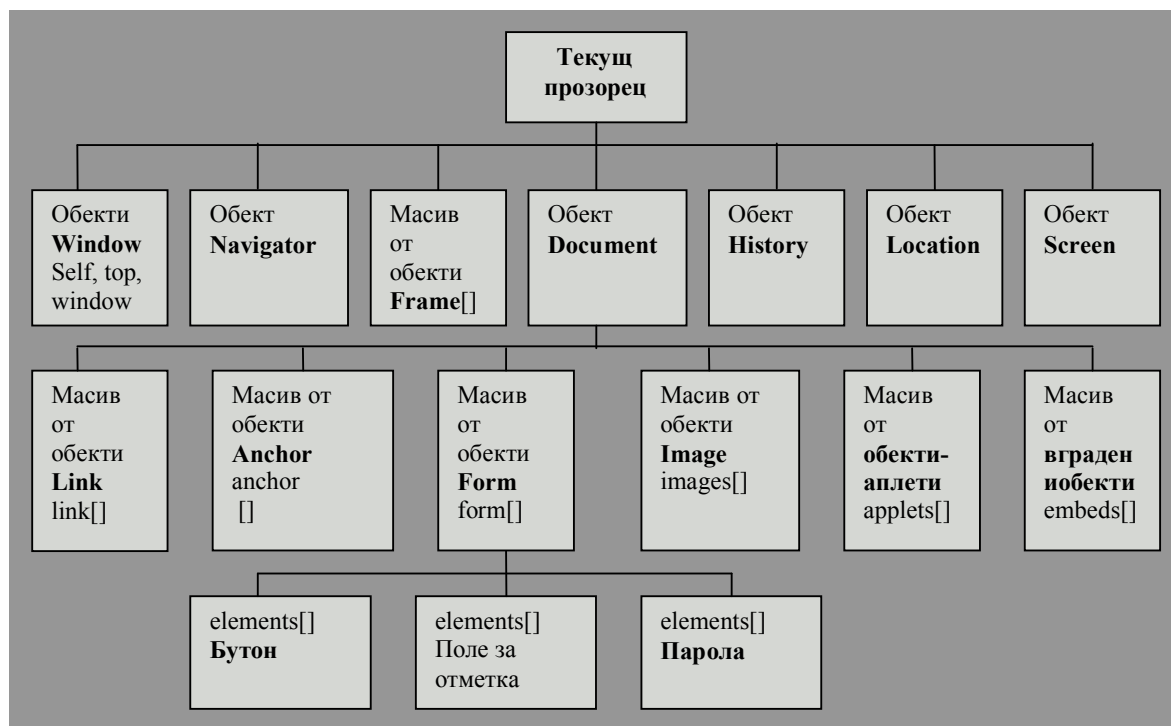 Текущ
прозорец
Обекти
Window
Self, top,
window
Обект
Navigator
Масив
от
обекти
Frame[]
Обект
Document
Обект
History
Обект
Location
Обект
Screen
Масив
от
обекти
Link
link[]
Масив от
обекти
Anchor
anchor
[]
Масив
от
обекти
Form
form[]
Масив от
обекти
Image
images[]
Масив
от
обекти-
аплети
applets[]
Масив
от
вграден
иобекти
embeds[]
elements[]
Бутон
elements[]
Поле за
отметка
elements[]
Парола